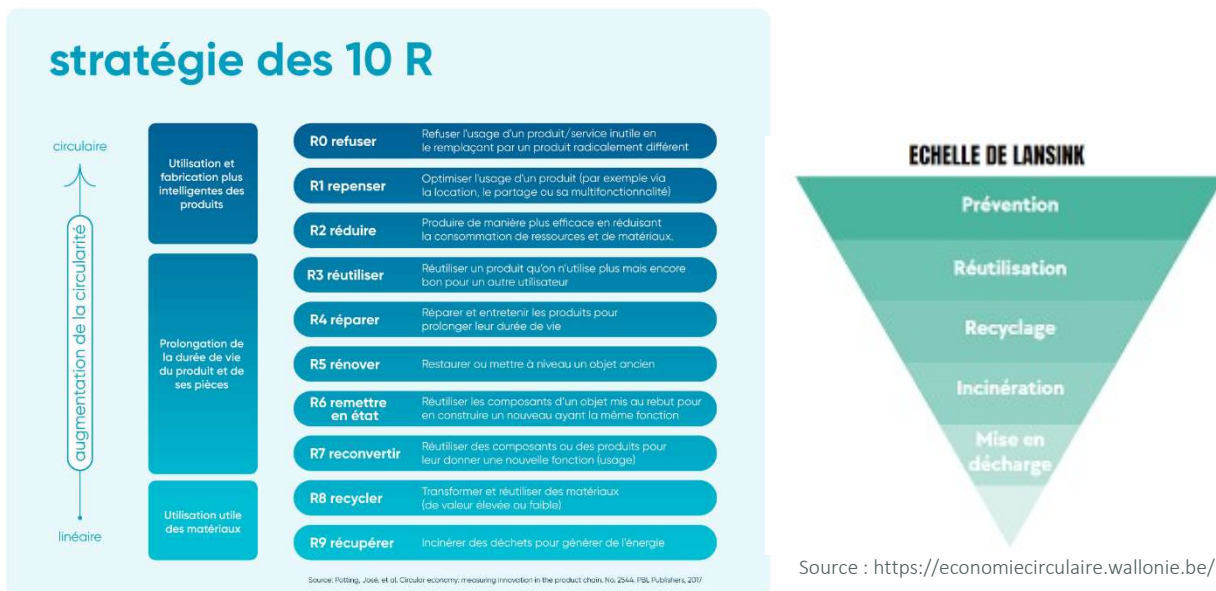 stratégie des 10 R
circulaire
augmentation de la circularité
linéaire
Utilisation et
fabrication plus
intelligentes des
produits
Prolongation de
la durée de vie
du produit et de
ses pièces
Utilisation utile
des matériaux
R0 refuser
Refuser l'usage d'un produit/service inutile en
le remplaçant par un produit radicalement différent
R1 repenser
Optimiser l'usage d'un produit (par exemple via
la location, le partage ou sa multifonctionnalité)
R2 réduire
Produire de manière plus efficace en réduisant
la consommation de ressources et de matériaux.
R3 réutiliser
Réutiliser un produit qu'on n'utilise plus mais encore
bon pour un autre utilisateur
R4 réparer
Réparer et entretenir les produits pour
prolonger leur durée de vie
R5 rénover
Restaurer ou mettre à niveau un objet ancien
R6 remettre
en état
Réutiliser les composants d'un objet mis au rebut pour
en construire un nouveau ayant la même fonction
R7 reconvertir
Réutiliser des composants ou des produits pour
leur donner une nouvelle fonction (usage)
R8 recycler
Transformer et réutiliser des matériaux
(de valeur élevée ou faible)
R9 récupérer
Incinérer des déchets pour générer de l'énergie
Source: Potting, José, et al. Circular economy: measuring innovation in the product chain. No. 2544. PBL Publishers, 2017
ECHELLE DE LANSINK
Prévention
Réutilisation
Recyclage
Incinération
Mise en
décharge
Source : https://economiecirculaire.wallonie.be/